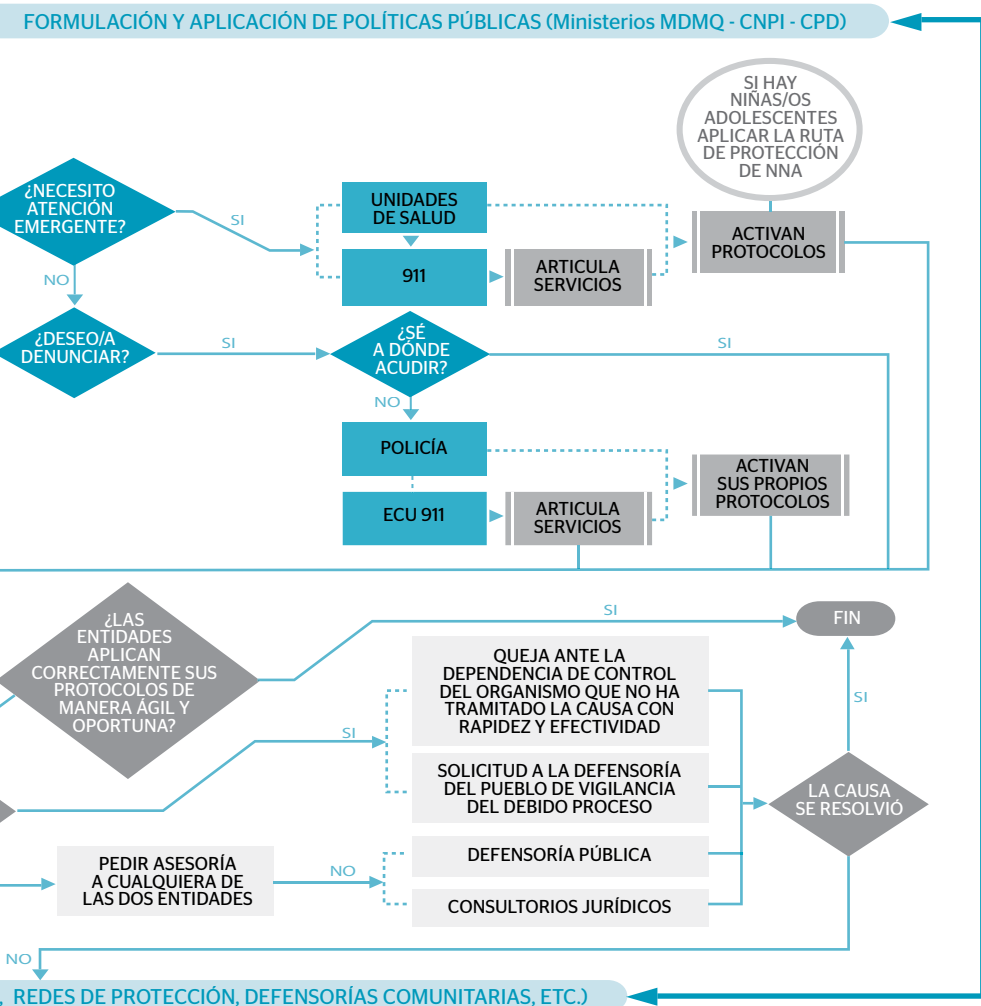 FORMULACIÓN Y APLICACIÓN DE POLÍTICAS PÚBLICAS (Ministerios MDMQ - CNPI - CPD)
SI HAY
NIÑAS/OS
ADOLESCENTES
APLICAR LA RUTA
DE PROTECCIÓN
DE NNA
¿NECESITO
ATENCIÓN
EMERGENTE?
SI
UNIDADES
DE SALUD
911
ARTICULA
SERVICIOS
ACTIVAN
PROTOCOLOS
NO
¿DESEO/A
DENUNCIAR?
SI
¿SÉ
A DÓNDE
ACUDIR?
SI
NO
POLICÍA
ECU 911
ARTICULA
SERVICIOS
ACTIVAN
SUS PROPIOS
PROTOCOLOS
¿LAS
ENTIDADES
APLICAN
CORRECTAMENTE SUS
PROTOCOLOS DE
MANERA ÁGIL Y
OPORTUNA?
SI
FIN
QUEJA ANTE LA
DEPENDENCIA DE CONTROL
DEL ORGANISMO QUE NO HA
TRAMITADO LA CAUSA CON
RAPIDEZ Y EFECTIVIDAD
SI
SI
SOLICITUD A LA DEFENSORÍA
DEL PUEBLO DE VIGILANCIA
DEL DEBIDO PROCESO
LA CAUSA
SE RESOLVIÓ
PEDIR ASESORÍA
A CUALQUIERA DE
LAS DOS ENTIDADES
NO
DEFENSORÍA PÚBLICA
CONSULTORIOS JURÍDICOS
NO
, REDES DE PROTECCIÓN, DEFENSORÍAS COMUNITARIAS, ETC.)